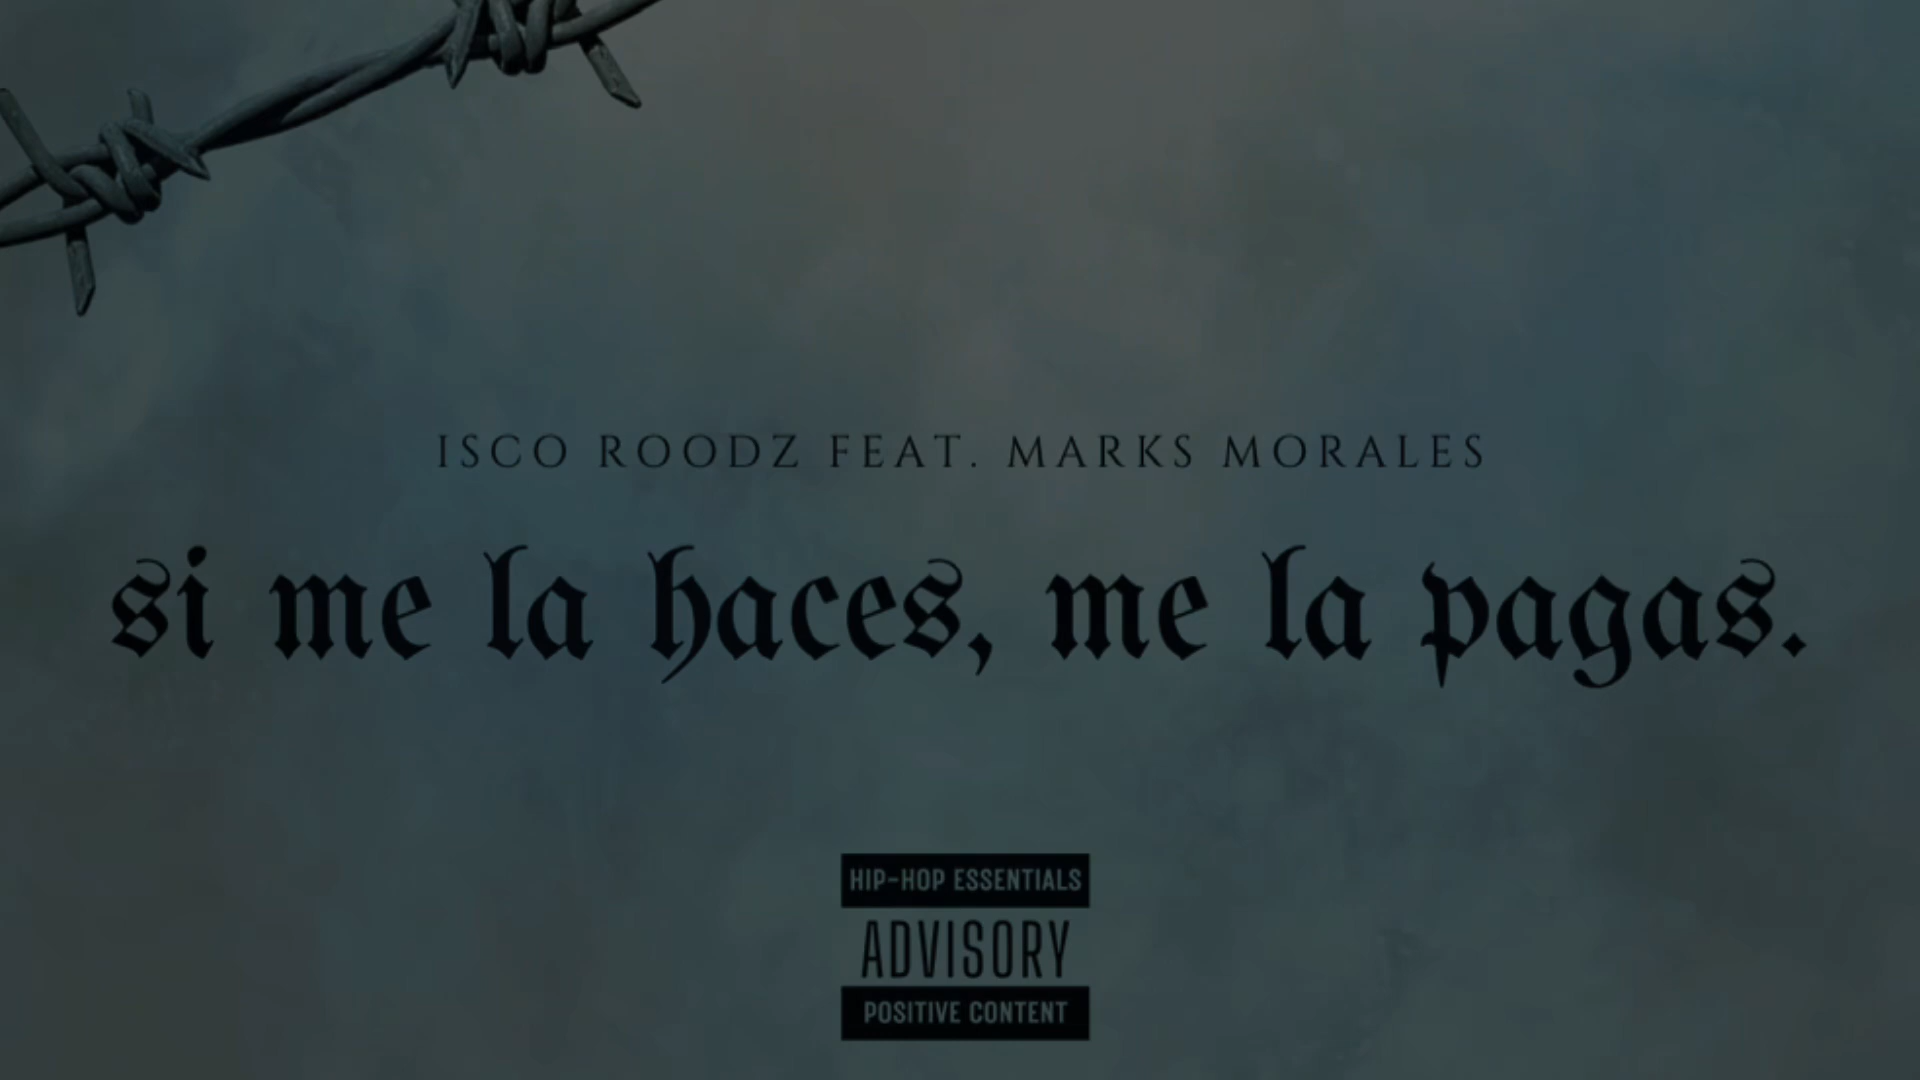 ISCO ROODZ FEAT. MARKS MORALES
si me la haces, me la pagas.
HIP-HOP ESSENTIALS
ADVISORY
POSITIVE CONTENT